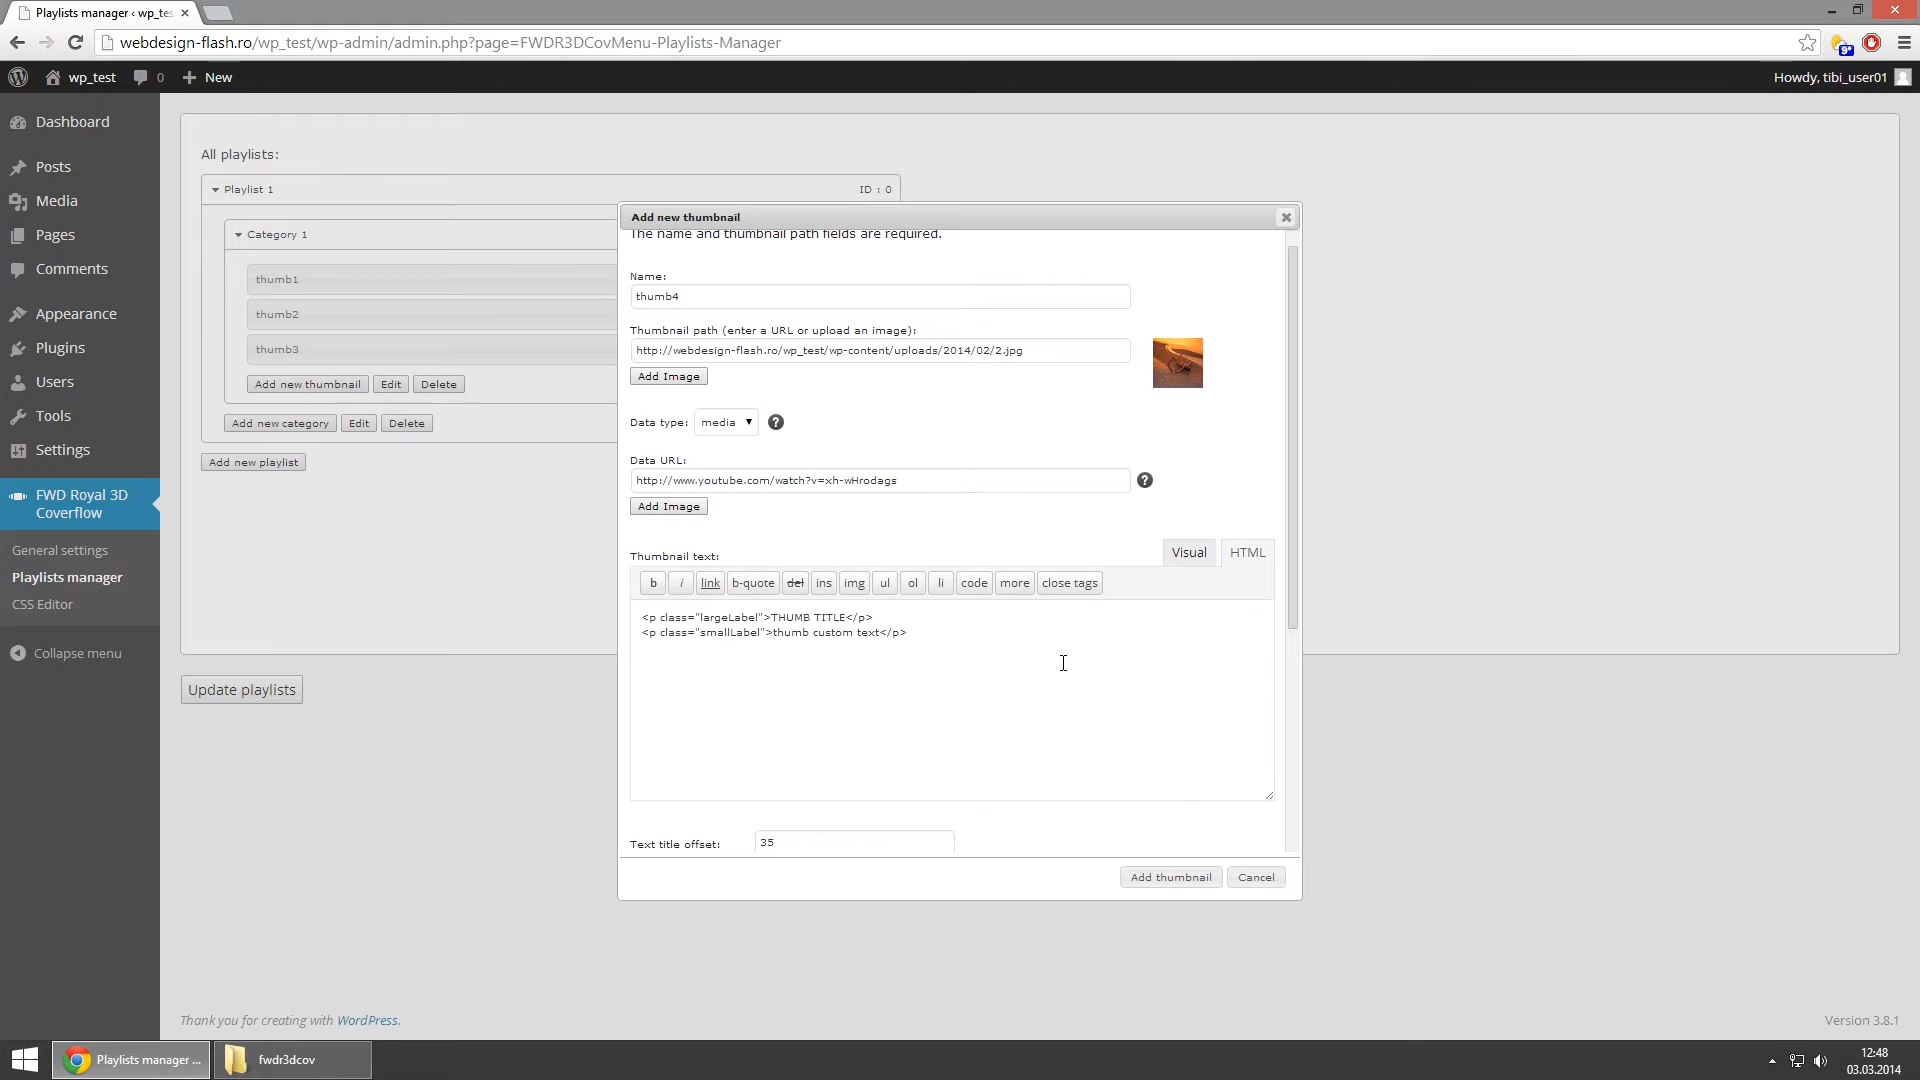 Playlists manager ‹ wp_tes
webdesign-flash.ro/wp_test/wp-admin/admin.php?page=FWDR3DCovMenu-Playlists-Manager
9°
wp_test 0 New
Howdy, tibi_user01
Dashboard
Posts
Media
Pages
Comments
Appearance
Plugins
Users
Tools
Settings
FWD Royal 3D
Coverflow
General settings
Playlists manager
CSS Editor
Collapse menu
All playlists:
Playlist 1 ID : 0
Category 1
thumb1
thumb2
thumb3
Add new thumbnail Edit Delete
Add new category Edit Delete
Add new playlist
Update playlists
Add new thumbnail
The name and thumbnail path fields are required.
Name:
thumb4
Thumbnail path (enter a URL or upload an image):
http://webdesign-flash.ro/wp_test/wp-content/uploads/2014/02/2.jpg
Add Image
Data type: media ?
Data URL:
http://www.youtube.com/watch?v=xh-wHrodags ?
Add Image
Thumbnail text:
Visual HTML
b i link b-quote del ins img ul ol li code more close tags
<p class="largeLabel">THUMB TITLE</p>
<p class="smallLabel">thumb custom text</p>
Text title offset: 35
Add thumbnail Cancel
Thank you for creating with WordPress.
Version 3.8.1
Playlists manager ...
fwdr3dcov
12:48
03.03.2014